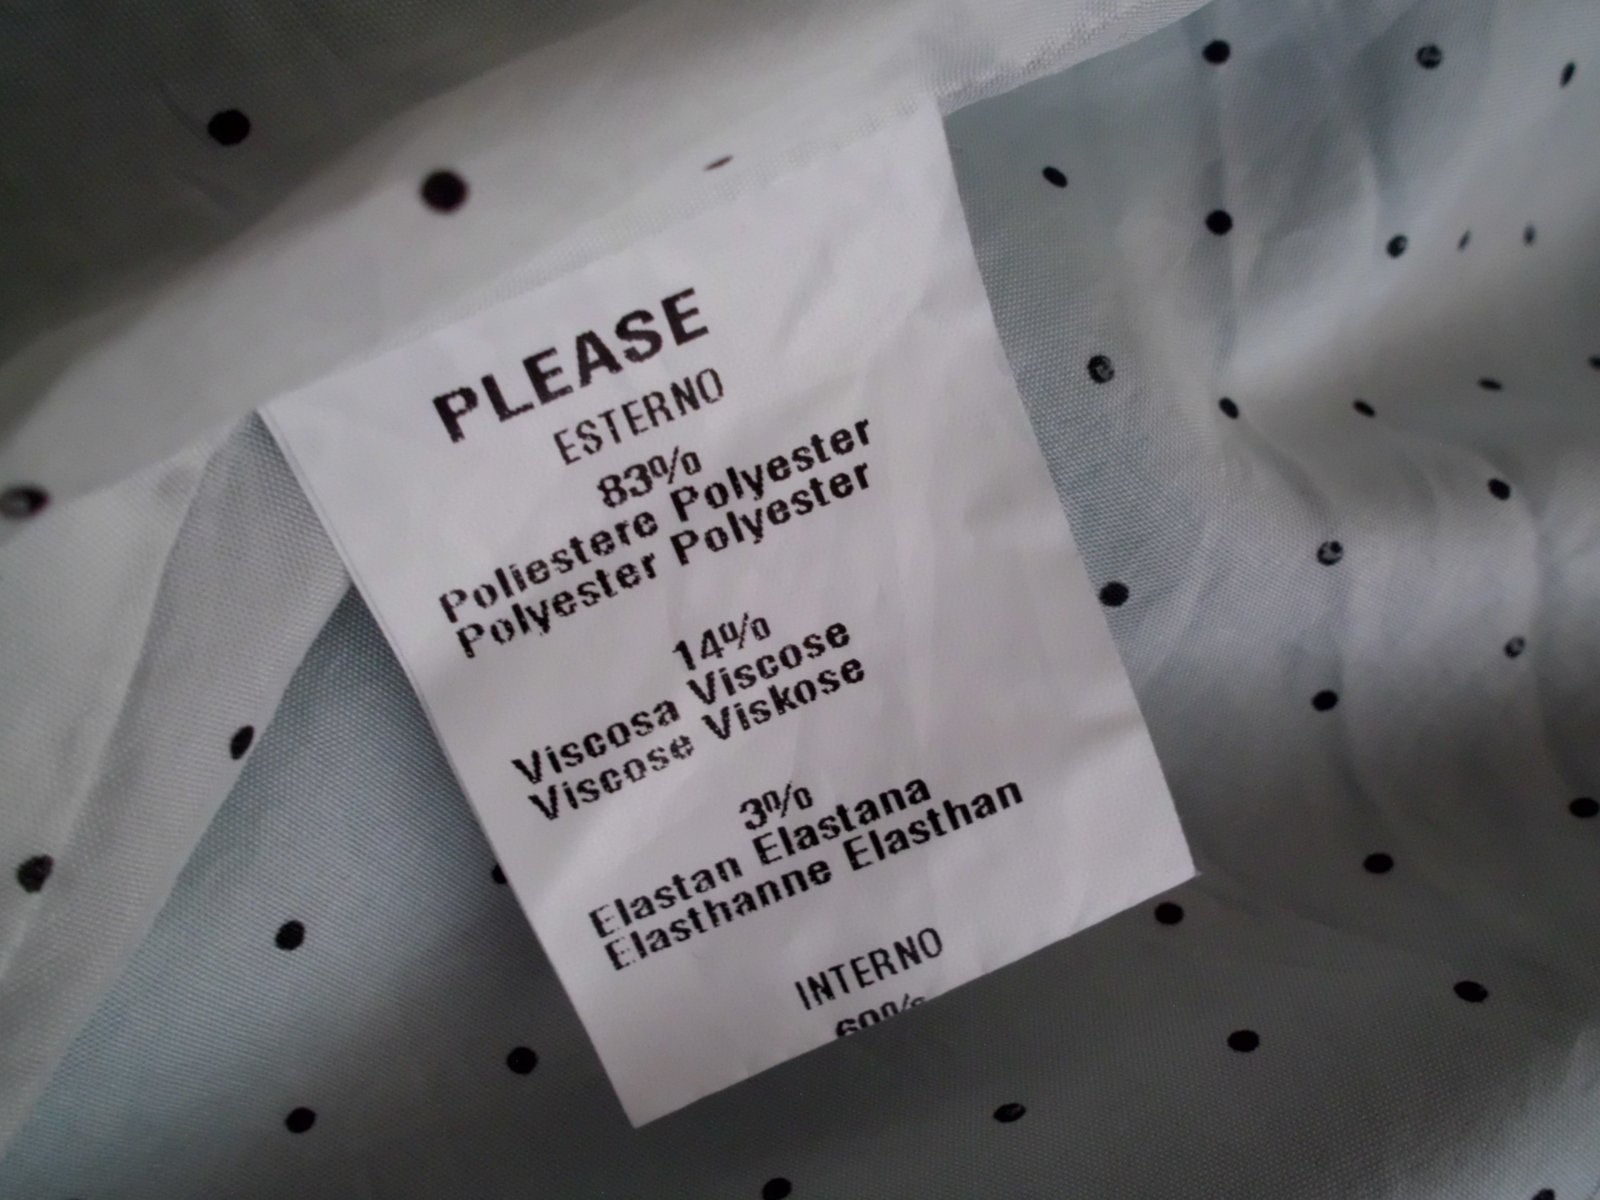 PLEASE
ESTERNO
83%
Poliestere Polyester
Polyester Polyester
14%
Viscosa Viscose
Viscose Viskose
3%
Elastan Elastana
Elasthanne Elasthan
INTERNO